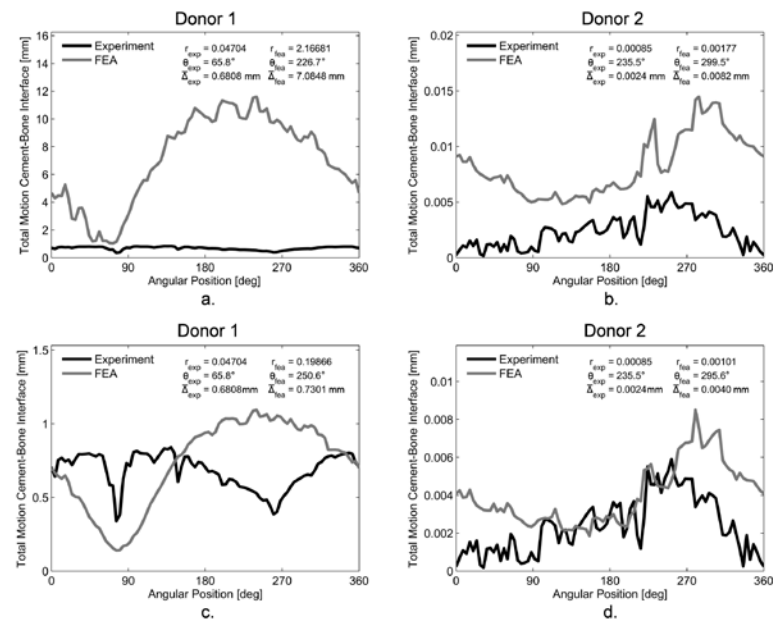 Donor 1
Experiment
FEA
r_exp = 0.04704 r_fea = 2.16681
θ_exp = 65.8° θ_fea = 226.7°
Δ̅_exp = 0.6808 mm Δ̅_fea = 7.0848 mm
Total Motion Cement-Bone Interface [mm]
16
14
12
10
8
6
4
2
0
0 90 180 270 360
Angular Position [deg]
a.
Donor 2
Experiment
FEA
r_exp = 0.00085 r_fea = 0.00177
θ_exp = 235.5° θ_fea = 299.5°
Δ̅_exp = 0.0024 mm Δ̅_fea = 0.0082 mm
Total Motion Cement-Bone Interface [mm]
0.02
0.015
0.01
0.005
0
0 90 180 270 360
Angular Position [deg]
b.
Donor 1
Experiment
FEA
r_exp = 0.04704 r_fea = 0.19866
θ_exp = 65.8° θ_fea = 250.6°
Δ̅_exp = 0.6808mm Δ̅_fea = 0.7301 mm
Total Motion Cement-Bone Interface [mm]
1.5
1
0.5
0
0 90 180 270 360
Angular Position [deg]
c.
Donor 2
Experiment
FEA
r_exp = 0.00085 r_fea = 0.00101
θ_exp = 235.5° θ_fea = 295.6°
Δ̅_exp = 0.0024mm Δ̅_fea = 0.0040 mm
Total Motion Cement-Bone Interface [mm]
0.01
0.008
0.006
0.004
0.002
0
0 90 180 270 360
Angular Position [deg]
d.